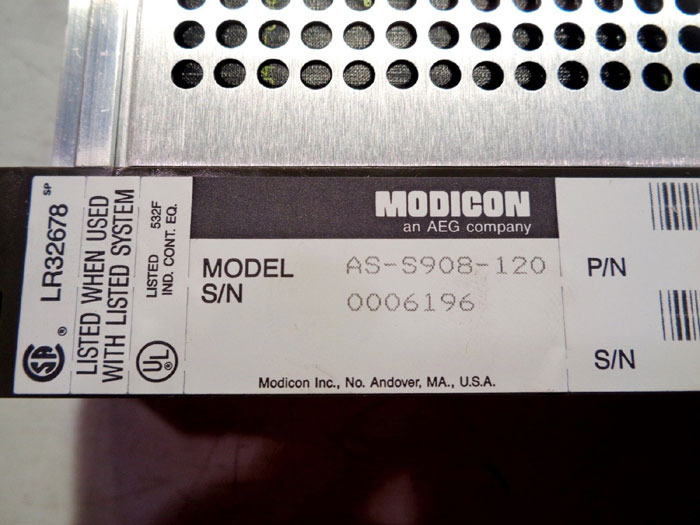 LR32678 SP
SA ®
LISTED WHEN USED
WITH LISTED SYSTEM
LISTED 532F
IND. CONT. EQ.
UL ®
MODICON
an AEG company
MODEL AS-S908-120
S/N 0006196
Modicon Inc., No. Andover, MA., U.S.A.
P/N
S/N